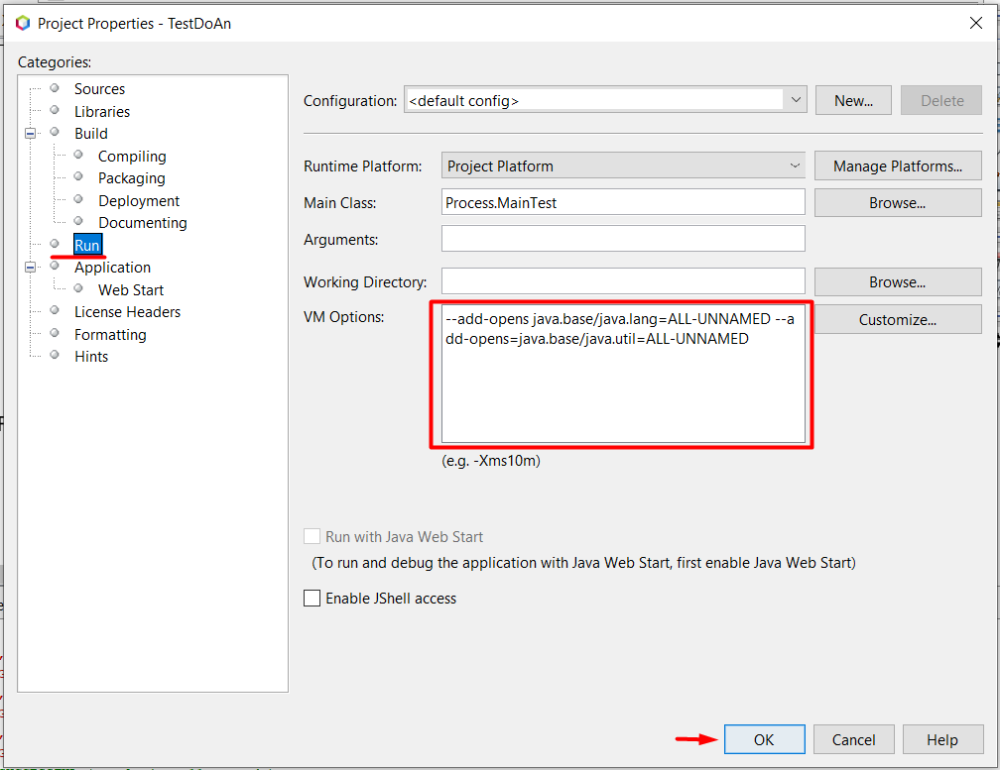 Project Properties - TestDoAn
Categories:
Sources
Libraries
Build
Compiling
Packaging
Deployment
Documenting
Run
Application
Web Start
License Headers
Formatting
Hints
Configuration: <default config> New... Delete
Runtime Platform: Project Platform Manage Platforms...
Main Class: Process.MainTest Browse...
Arguments:
Working Directory: Browse...
VM Options: --add-opens java.base/java.lang=ALL-UNNAMED --a Customize...
dd-opens=java.base/java.util=ALL-UNNAMED
(e.g. -Xms10m)
Run with Java Web Start
(To run and debug the application with Java Web Start, first enable Java Web Start)
Enable JShell access
OK Cancel Help